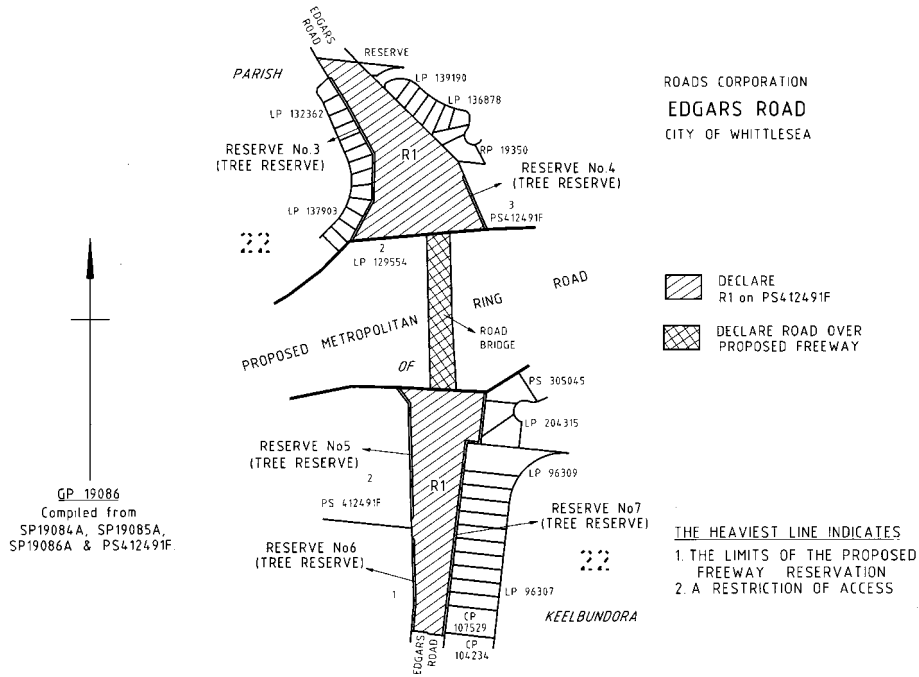 EDGARS
ROAD
RESERVE
PARISH
LP 139190
LP 136878
LP 132362
RESERVE No.3
(TREE RESERVE)
R1
RP 19350
RESERVE No.4
(TREE RESERVE)
3
PS412491F
LP 137903
22
2
LP 129554
ROADS CORPORATION
EDGARS ROAD
CITY OF WHITTLESEA
PROPOSED METROPOLITAN RING ROAD
ROAD
BRIDGE
OF
DECLARE
R1 on PS412491F
DECLARE ROAD OVER
PROPOSED FREEWAY
PS 305045
LP 204315
RESERVE No5
(TREE RESERVE)
2
R1
LP 96309
PS 412491F
RESERVE No7
(TREE RESERVE)
RESERVE No6
(TREE RESERVE)
22
1
LP 96307
KEELBUNDORA
CP
107529
CP
104234
EDGARS
ROAD
GP 19086
Compiled from
SP19084A, SP19085A,
SP19086A & PS412491F.
THE HEAVIEST LINE INDICATES
1. THE LIMITS OF THE PROPOSED
FREEWAY RESERVATION
2. A RESTRICTION OF ACCESS